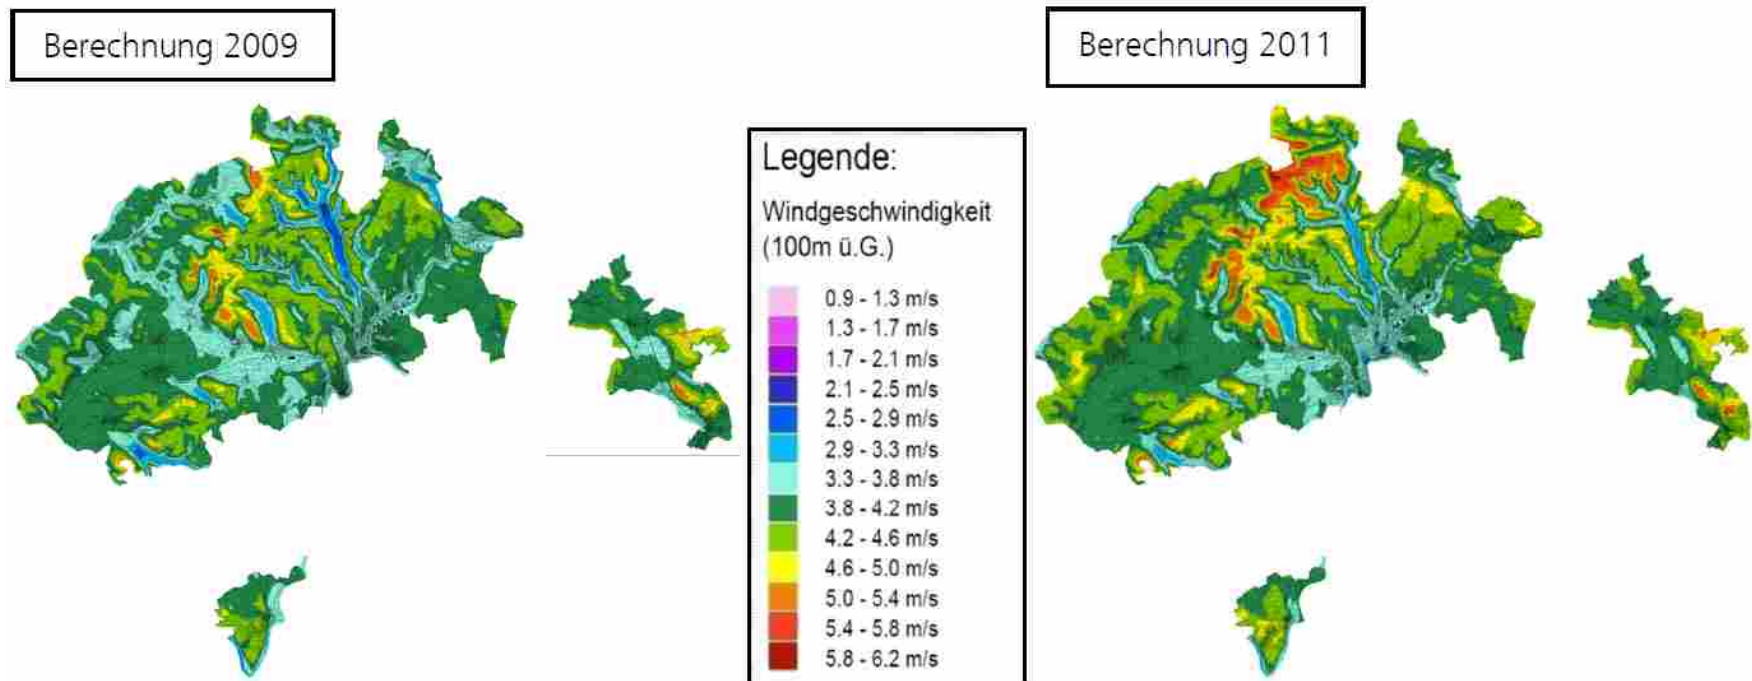 Berechnung 2009
Berechnung 2011
Legende:
Windgeschwindigkeit
(100m ü.G.)
0.9 - 1.3 m/s
1.3 - 1.7 m/s
1.7 - 2.1 m/s
2.1 - 2.5 m/s
2.5 - 2.9 m/s
2.9 - 3.3 m/s
3.3 - 3.8 m/s
3.8 - 4.2 m/s
4.2 - 4.6 m/s
4.6 - 5.0 m/s
5.0 - 5.4 m/s
5.4 - 5.8 m/s
5.8 - 6.2 m/s